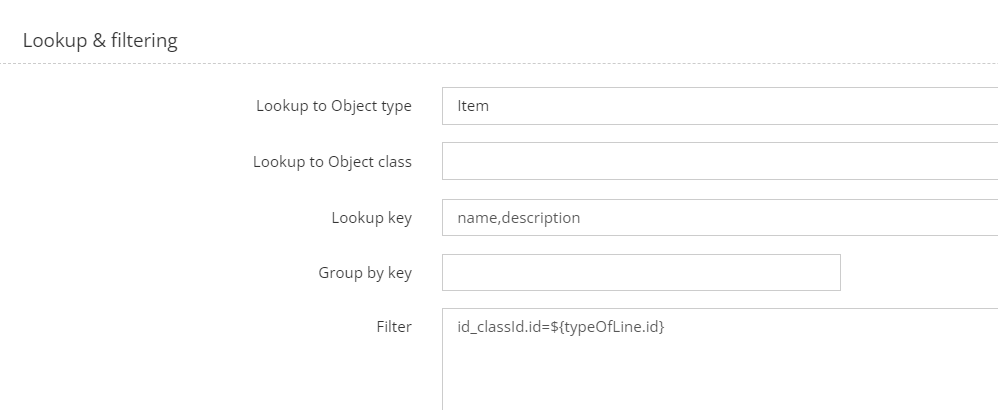 Lookup & filtering
Lookup to Object type Item
Lookup to Object class
Lookup key name,description
Group by key
Filter id_classId.id=${typeOfLine.id}